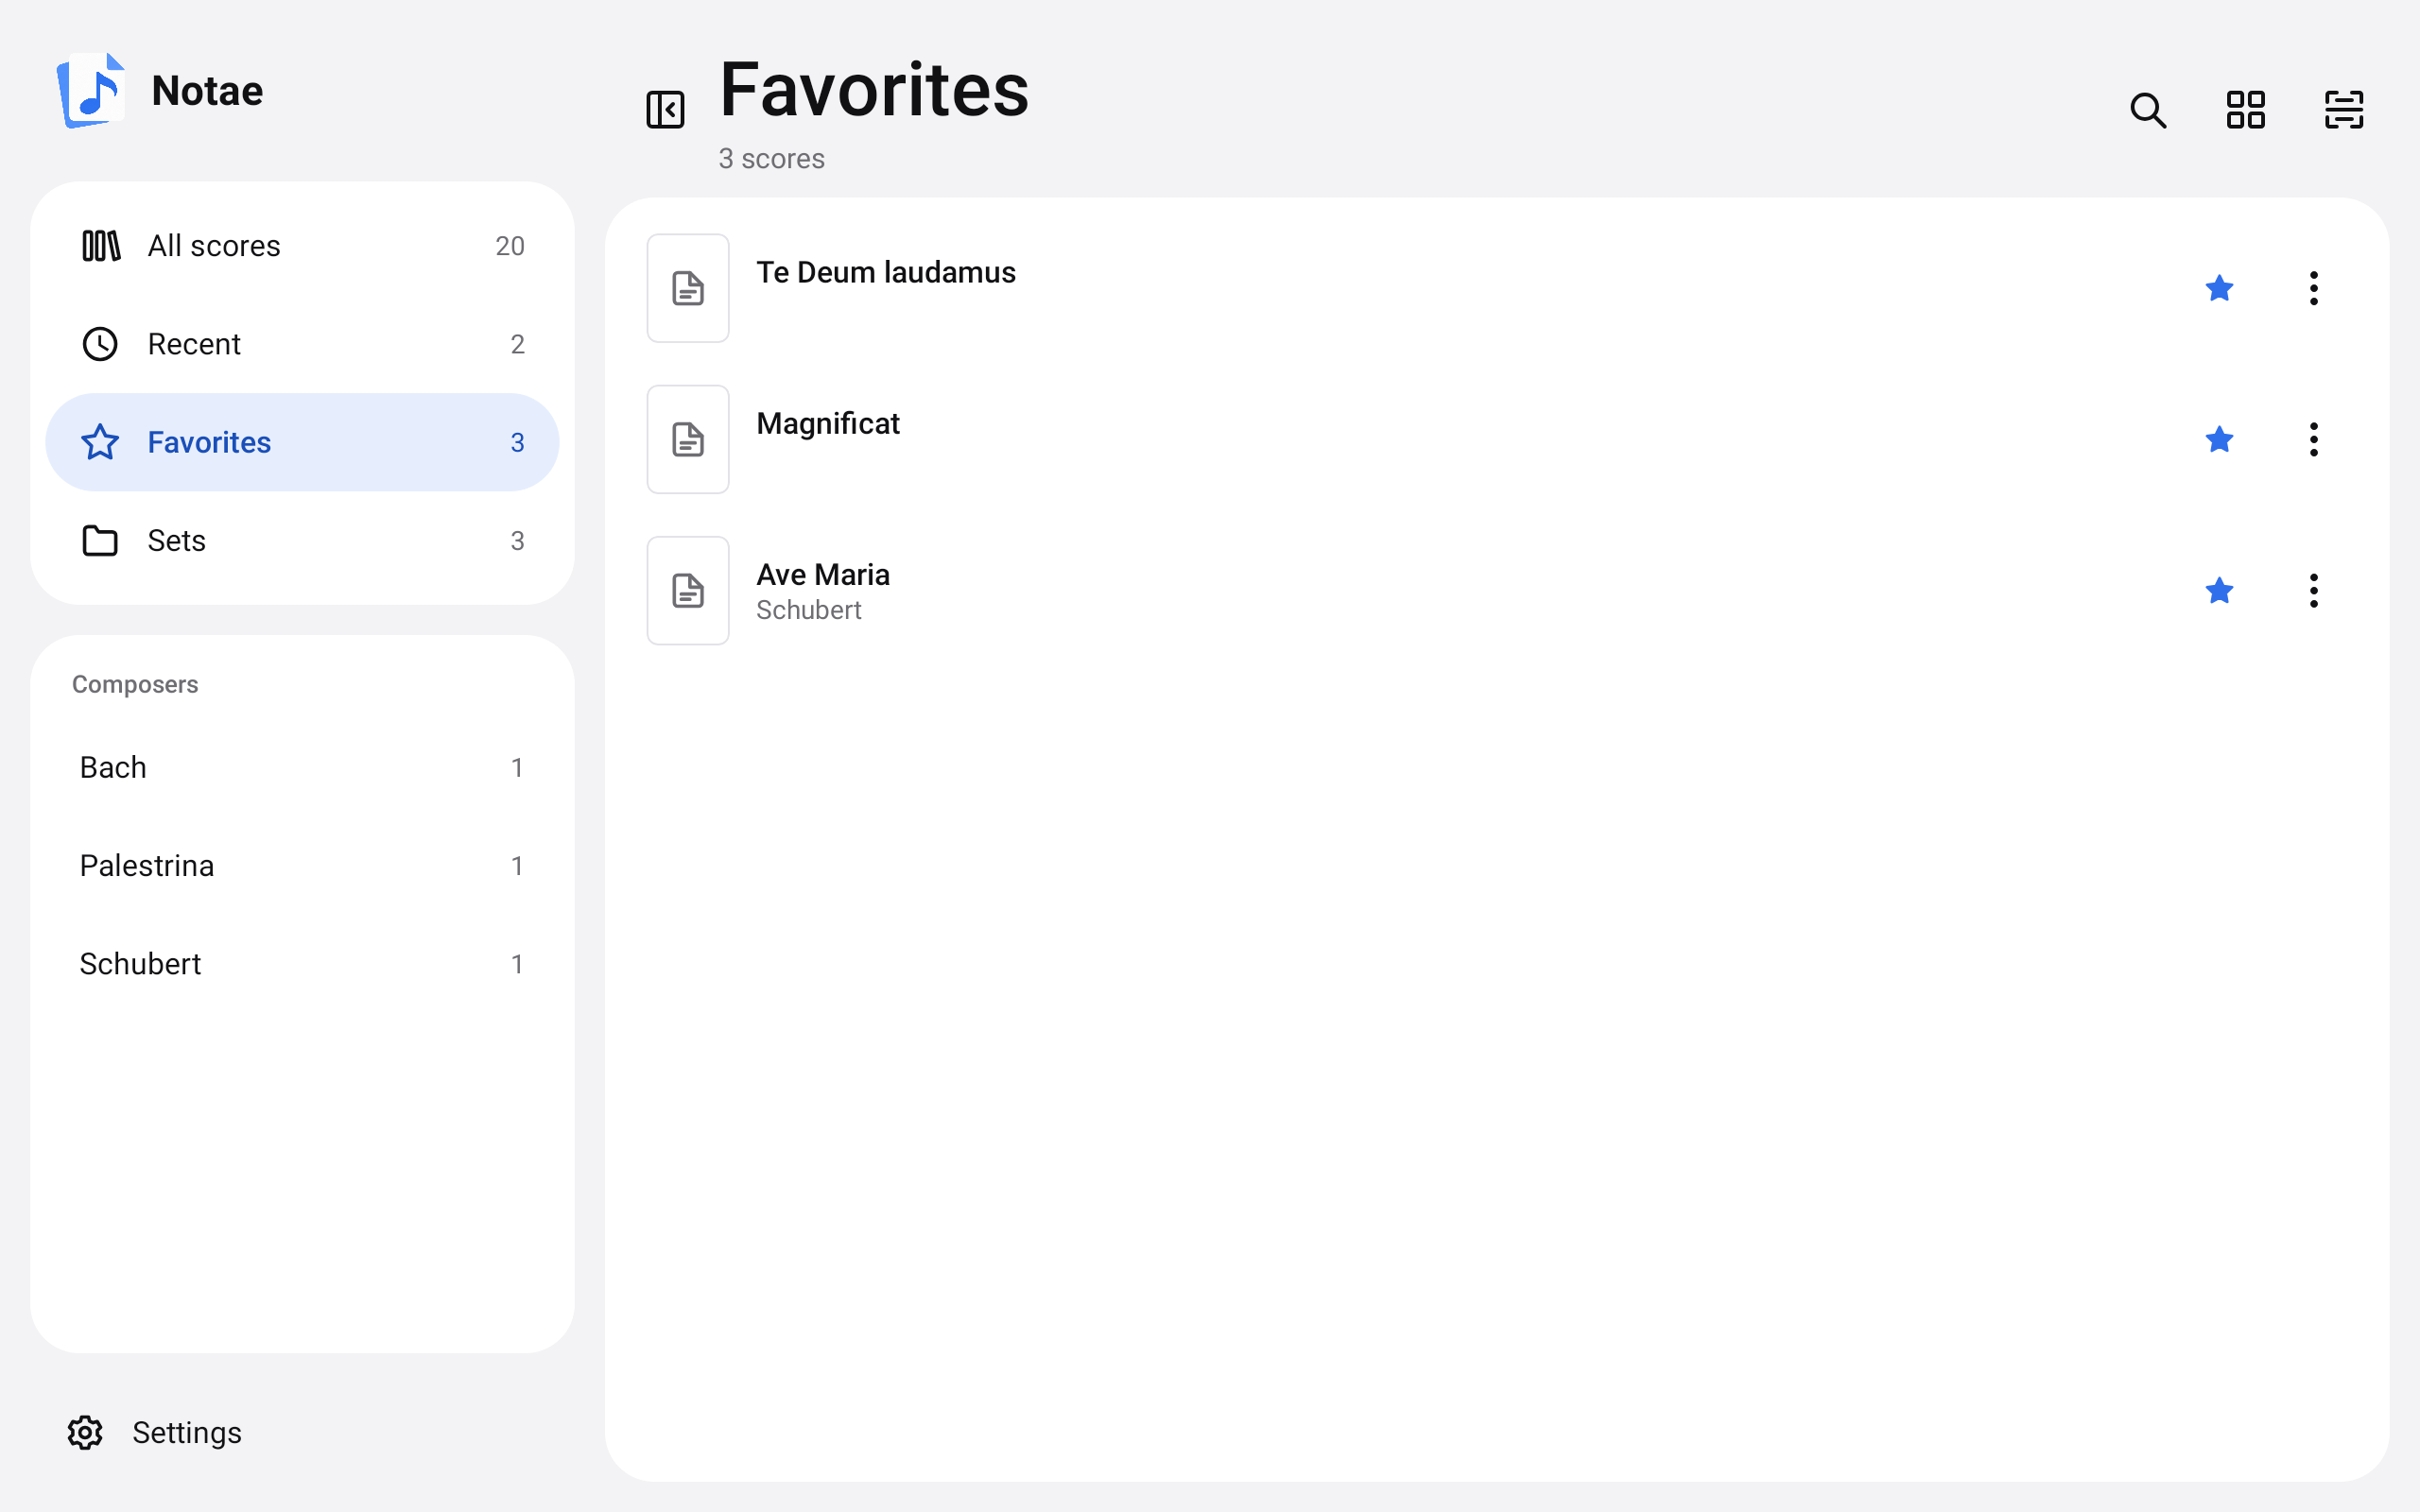 Notae
All scores 20
Recent 2
Favorites 3
Sets 3
Composers
Bach 1
Palestrina 1
Schubert 1
Settings
Favorites
3 scores
Te Deum laudamus
Magnificat
Ave Maria
Schubert